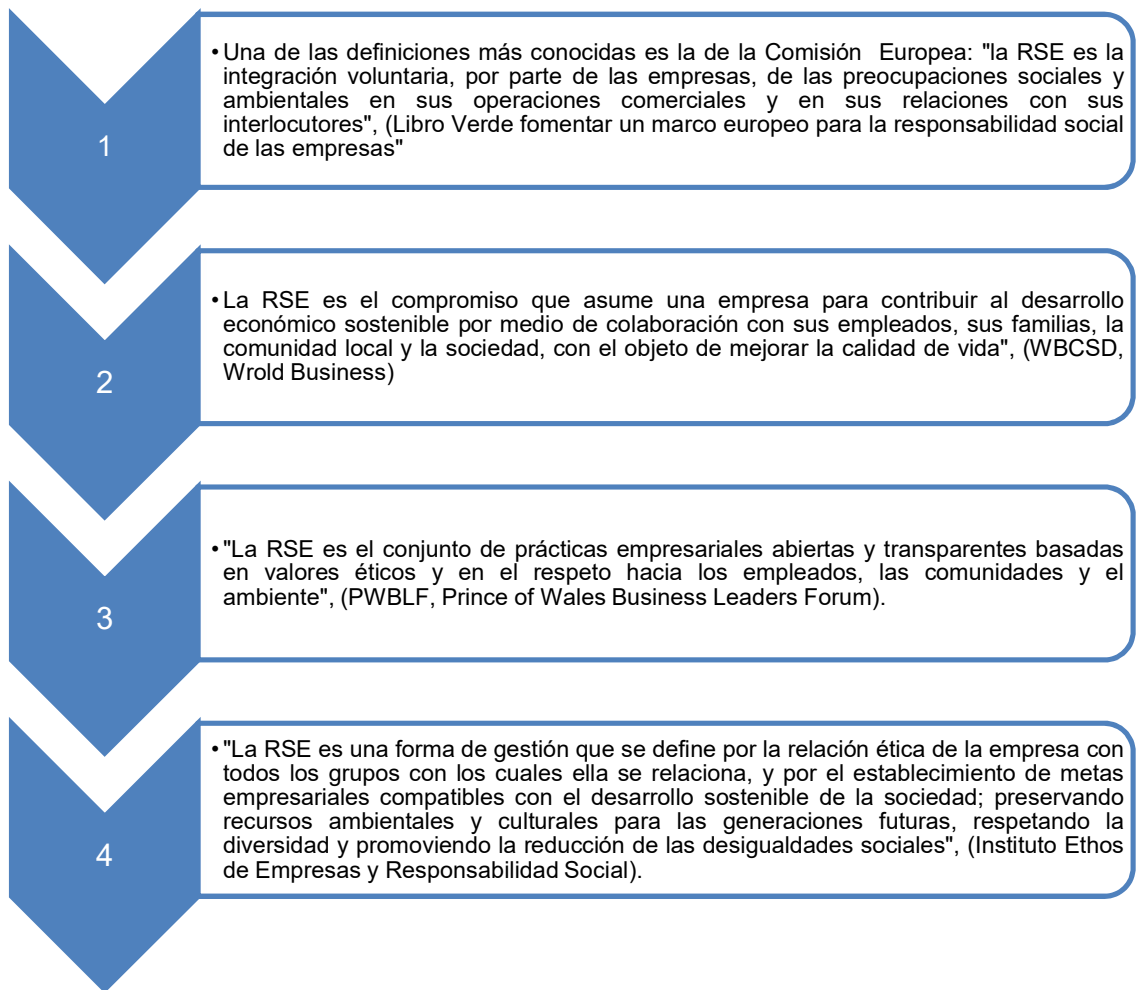 1
• Una de las definiciones más conocidas es la de la Comisión Europea: "la RSE es la
integración voluntaria, por parte de las empresas, de las preocupaciones sociales y
ambientales en sus operaciones comerciales y en sus relaciones con sus
interlocutores", (Libro Verde fomentar un marco europeo para la responsabilidad social
de las empresas"
2
• La RSE es el compromiso que asume una empresa para contribuir al desarrollo
económico sostenible por medio de colaboración con sus empleados, sus familias, la
comunidad local y la sociedad, con el objeto de mejorar la calidad de vida", (WBCSD,
Wrold Business)
3
• "La RSE es el conjunto de prácticas empresariales abiertas y transparentes basadas
en valores éticos y en el respeto hacia los empleados, las comunidades y el
ambiente", (PWBLF, Prince of Wales Business Leaders Forum).
4
• "La RSE es una forma de gestión que se define por la relación ética de la empresa con
todos los grupos con los cuales ella se relaciona, y por el establecimiento de metas
empresariales compatibles con el desarrollo sostenible de la sociedad; preservando
recursos ambientales y culturales para las generaciones futuras, respetando la
diversidad y promoviendo la reducción de las desigualdades sociales", (Instituto Ethos
de Empresas y Responsabilidad Social).